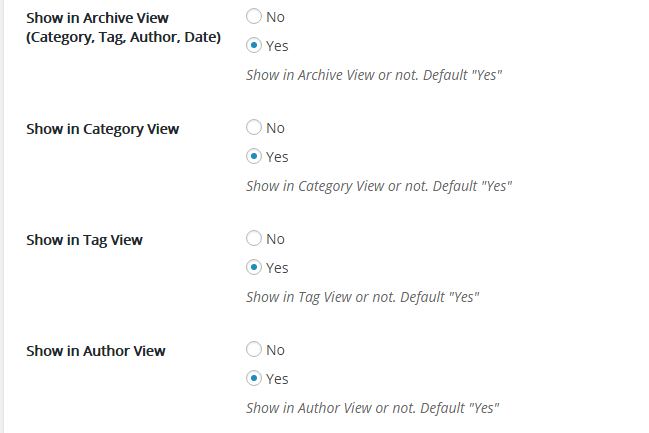 Show in Archive View
(Category, Tag, Author, Date)
No
Yes
Show in Archive View or not. Default "Yes"
Show in Category View
No
Yes
Show in Category View or not. Default "Yes"
Show in Tag View
No
Yes
Show in Tag View or not. Default "Yes"
Show in Author View
No
Yes
Show in Author View or not. Default "Yes"